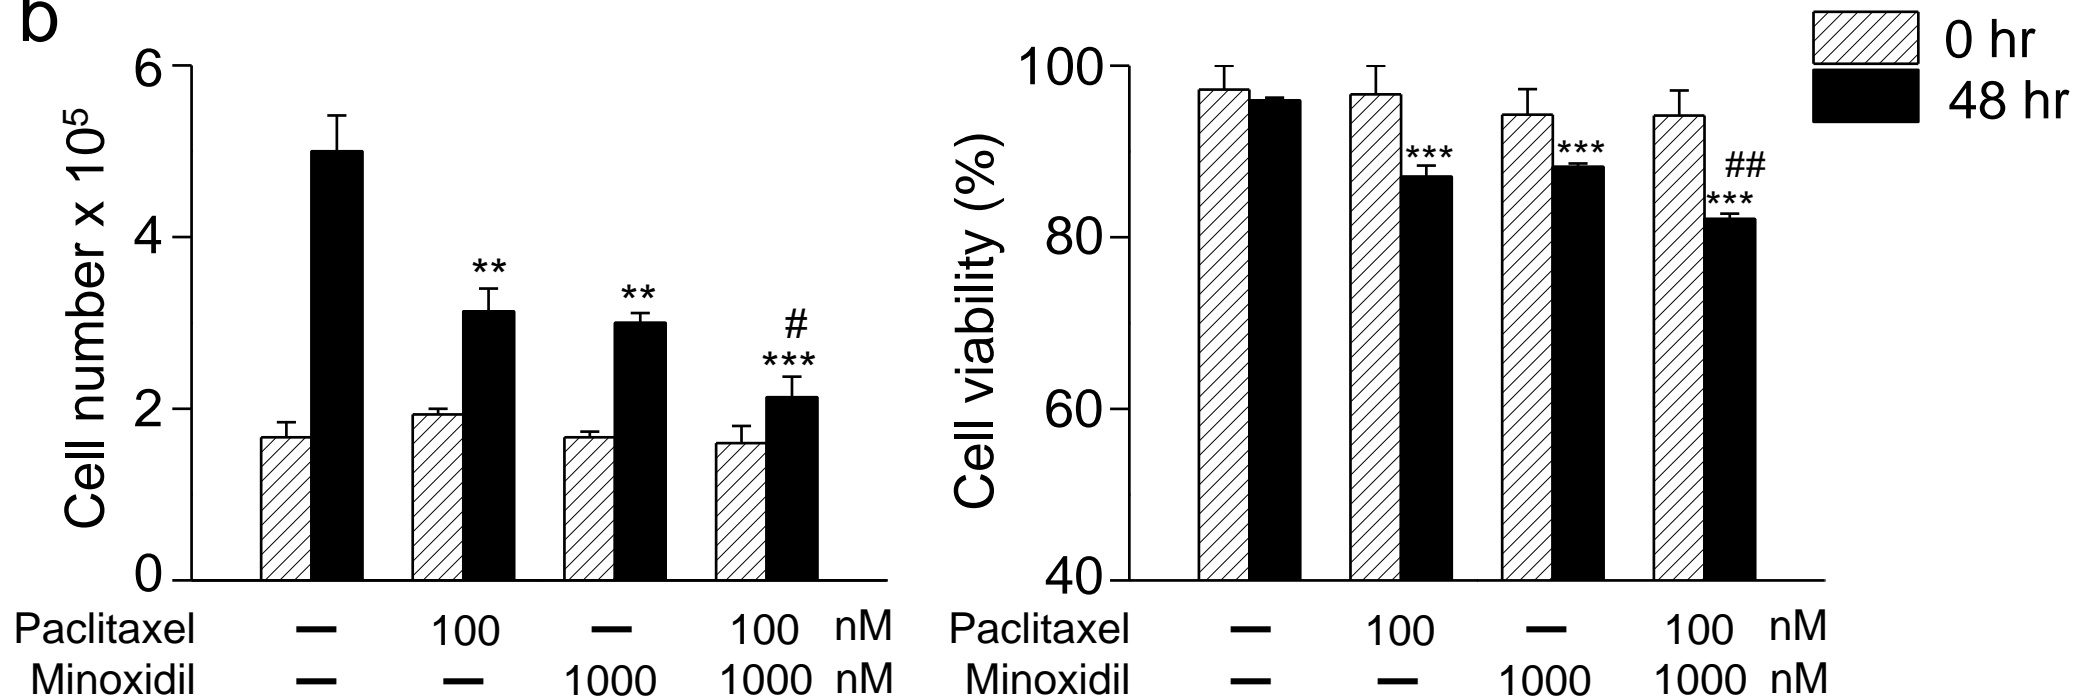 b
Cell number x 10⁵
6
4
2
0
**
**
#
***
Paclitaxel — 100 — 100 nM
Minoxidil — — 1000 1000 nM
Cell viability (%)
100
80
60
40
***
***
##
***
Paclitaxel — 100 — 100 nM
Minoxidil — — 1000 1000 nM
0 hr
48 hr